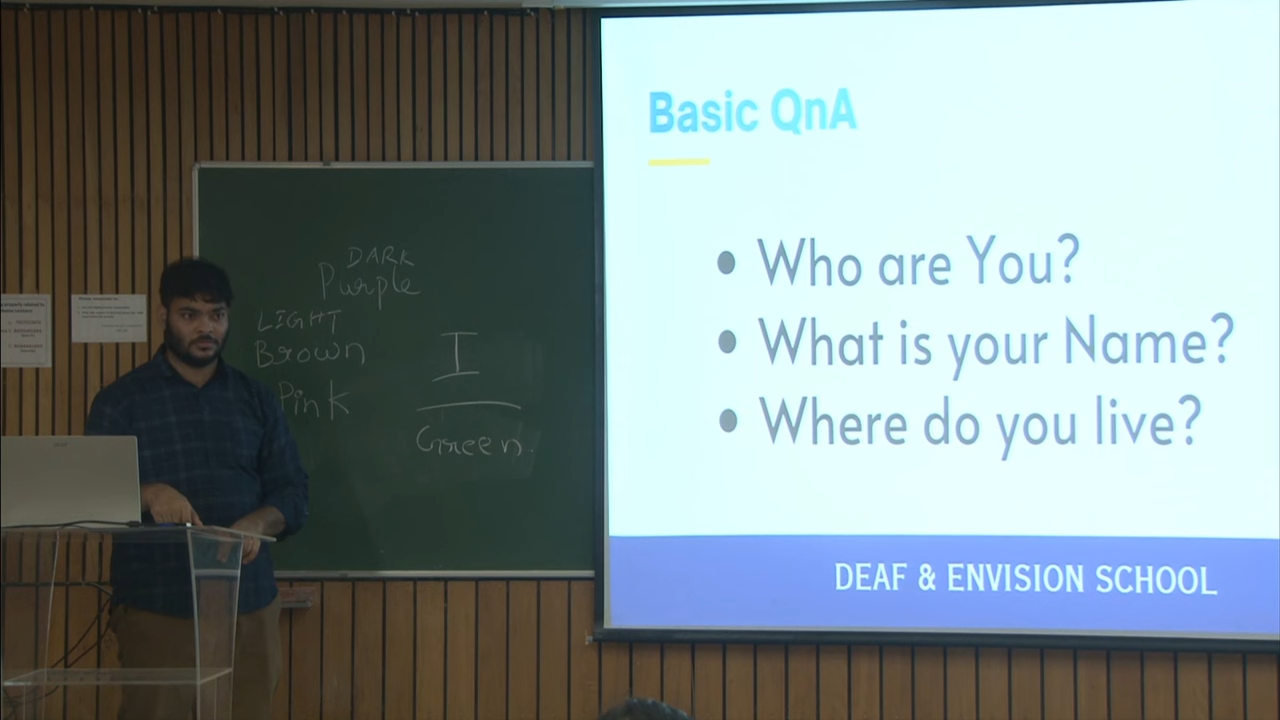 Basic QnA
• Who are You?
• What is your Name?
• Where do you live?
DEAF & ENVISION SCHOOL
DARK
Purple
LIGHT
Brown
Pink
I
Green